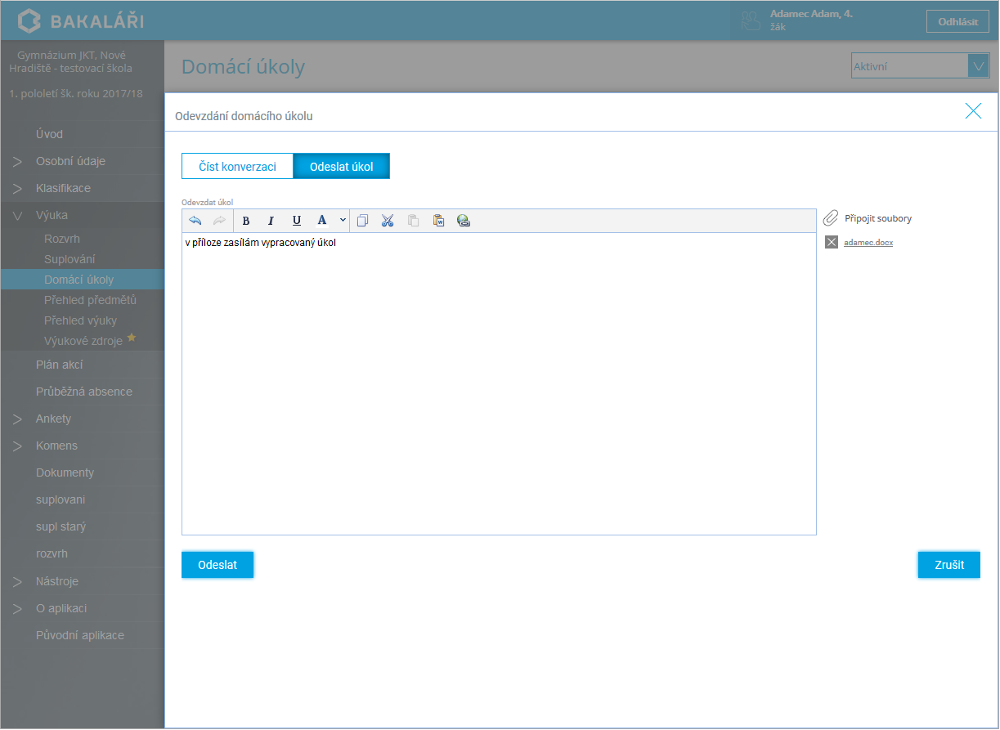 BAKALÁŘI
Adamec Adam, 4.
žák
Odhlásit
Gymnázium JKT, Nové
Hradiště - testovací škola
1. pololetí šk. roku 2017/18
Domácí úkoly
Aktivní
Odevzdání domácího úkolu
Číst konverzaci
Odeslat úkol
Odevzdat úkol
B I U A
v příloze zasílám vypracovaný úkol
Připojit soubory
adamec.docx
Odeslat
Zrušit
Úvod
Osobní údaje
Klasifikace
Výuka
Rozvrh
Suplování
Domácí úkoly
Přehled předmětů
Přehled výuky
Výukové zdroje
Plán akcí
Průběžná absence
Ankety
Komens
Dokumenty
suplovani
supl starý
rozvrh
Nástroje
O aplikaci
Původní aplikace